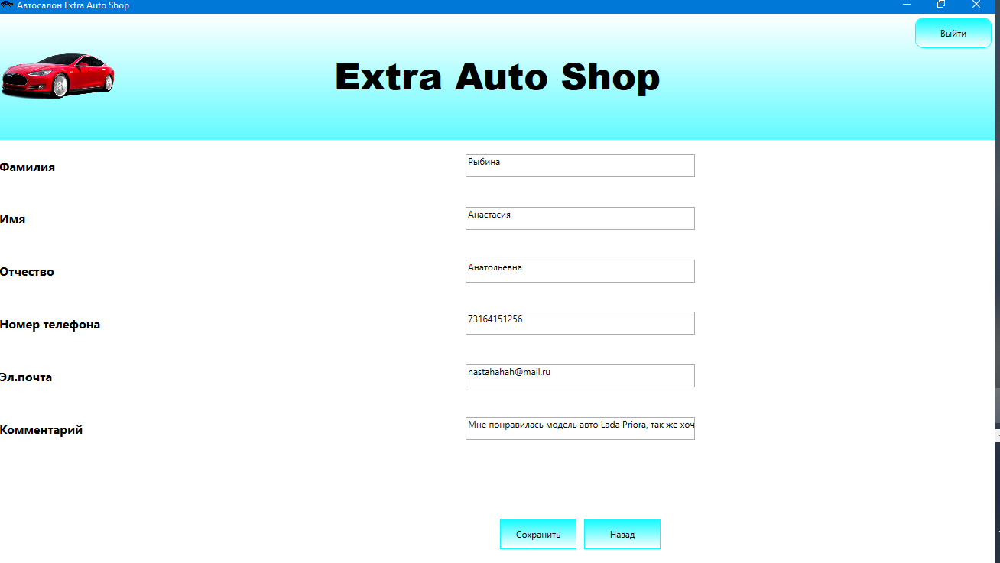 Автосалон Extra Auto Shop
Выйти
Extra Auto Shop
Фамилия
Рыбина
Имя
Анастасия
Отчество
Анатольевна
Номер телефона
73164151256
Эл.почта
nastahahah@mail.ru
Комментарий
Мне понравилась модель авто Lada Priora, так же хоч
Сохранить
Назад